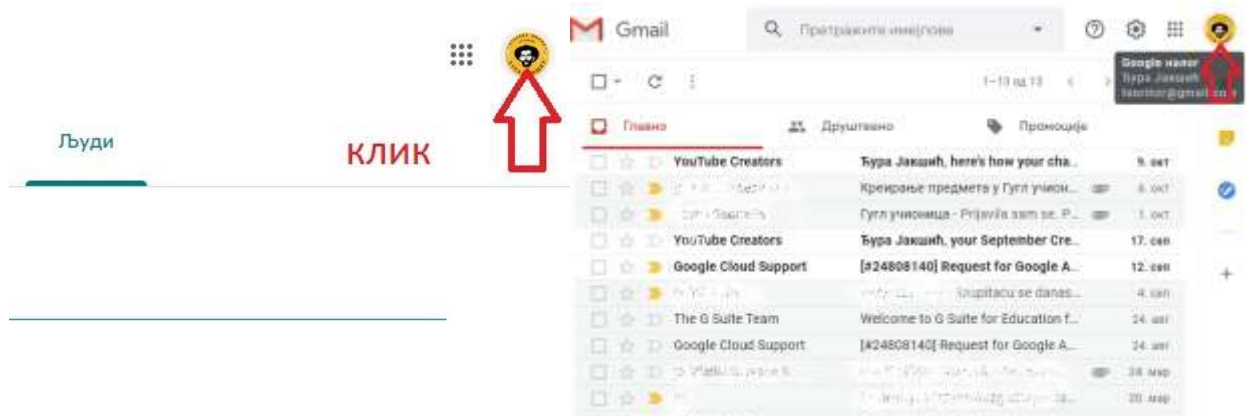 Људи
КЛИК
Gmail
Претражите имејлове
Google налог
Ђура Јакшић
1–13 од 13
Главно
Друштвено
Промоције
YouTube Creators Ђура Јакшић, here's how your cha... 9. окт
Креирање предмета у Гугл учион... 8. окт
Гугл учионица - Prijavila sam se. P... 1. окт
YouTube Creators Ђура Јакшић, your September Cre... 17. сеп
Google Cloud Support [#24808140] Request for Google A... 12. сеп
se danas... 4. сеп
The G Suite Team Welcome to G Suite for Education f... 24. авг
Google Cloud Support [#24808140] Request for Google A... 24. авг
24. мар
20. мар